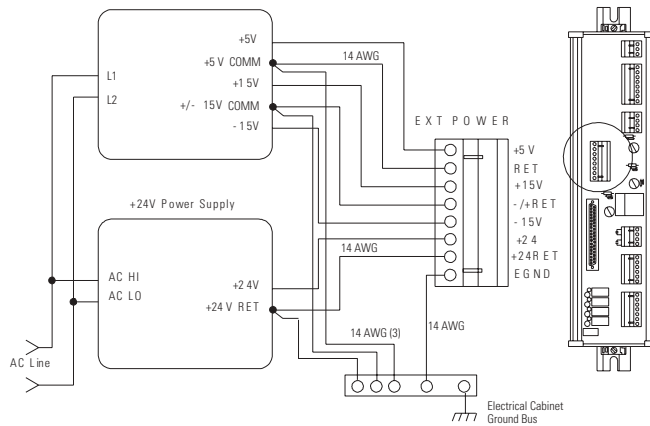 +5V
+5V COMM
14 AWG
L1
+15V
L2
+/- 15V COMM
-15V
EXT POWER
+5V
RET
+15V
-/+RET
-15V
+24
+24RET
EGND
+24V Power Supply
14 AWG
AC HI
+24V
AC LO
+24V RET
14 AWG (3)
14 AWG
AC Line
Electrical Cabinet
Ground Bus